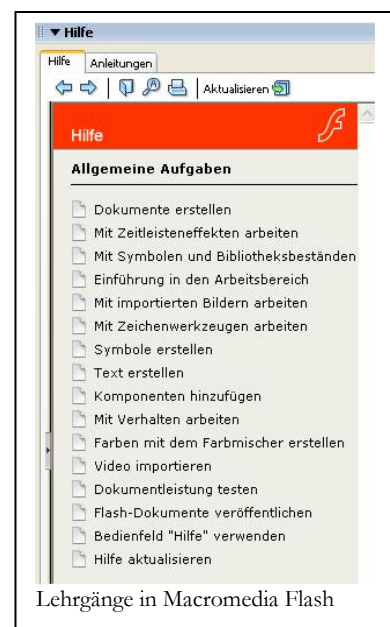 Hilfe
Hilfe Anleitungen
Aktualisieren
Hilfe
Allgemeine Aufgaben
Dokumente erstellen
Mit Zeitleisteneffekten arbeiten
Mit Symbolen und Bibliotheksbeständen
Einführung in den Arbeitsbereich
Mit importierten Bildern arbeiten
Mit Zeichenwerkzeugen arbeiten
Symbole erstellen
Text erstellen
Komponenten hinzufügen
Mit Verhalten arbeiten
Farben mit dem Farbmischer erstellen
Video importieren
Dokumentleistung testen
Flash-Dokumente veröffentlichen
Bedienfeld "Hilfe" verwenden
Hilfe aktualisieren
Lehrgänge in Macromedia Flash